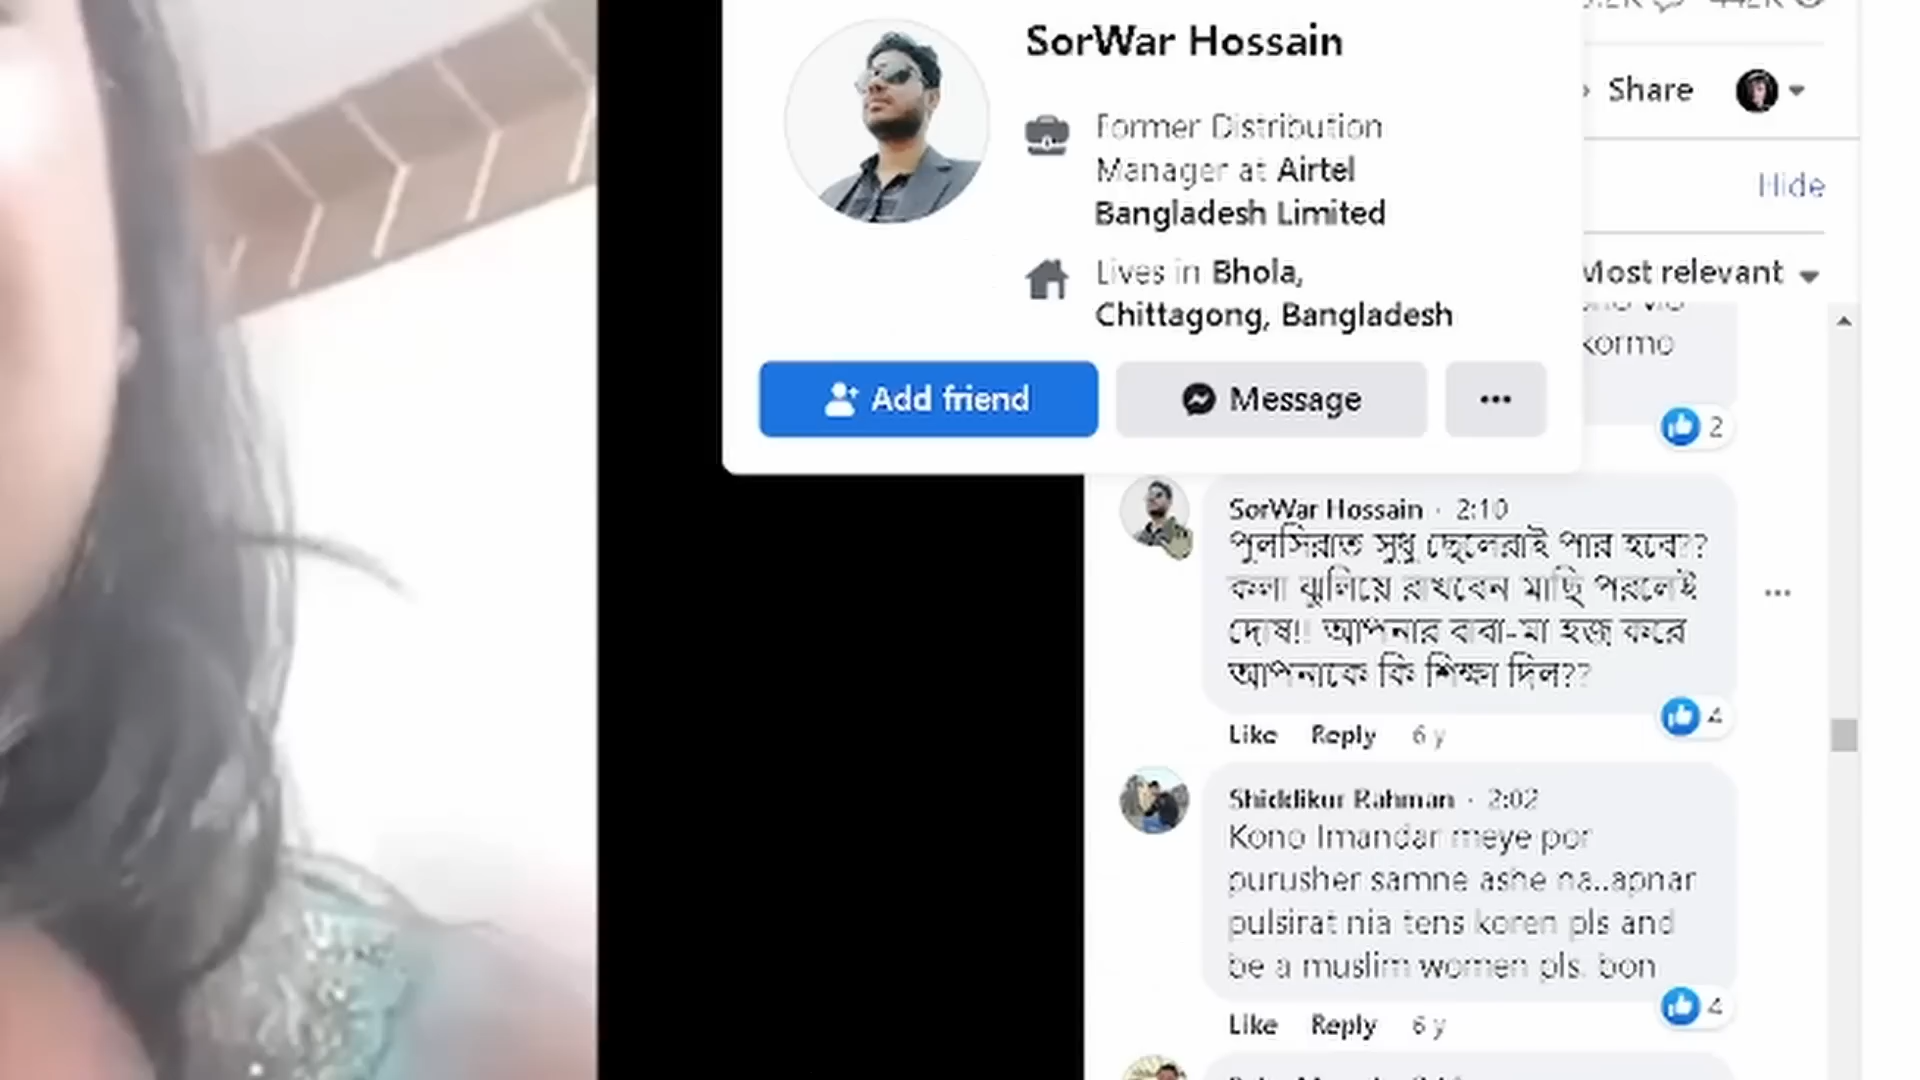 SorWar Hossain
Former Distribution
Manager at Airtel
Bangladesh Limited
Lives in Bhola,
Chittagong, Bangladesh
Add friend
Message
Share
Hide
Most relevant
kormo
2
SorWar Hossain · 2:10
পুলসিরাত সুধু ছেলেরাই পার হবে??
কলা ঝুলিয়ে রাখবেন মাছি পরলেই
দোষ!! আপনার বাবা-মা হজ্ব করে
আপনাকে কি শিক্ষা দিল??
4
Like Reply 6 y
Shiddikur Rahman · 2:02
Kono Imandar meye por
purusher samne ashe na..apnar
pulsirat nia tens koren pls and
be a muslim women pls. bon
4
Like Reply 6 y